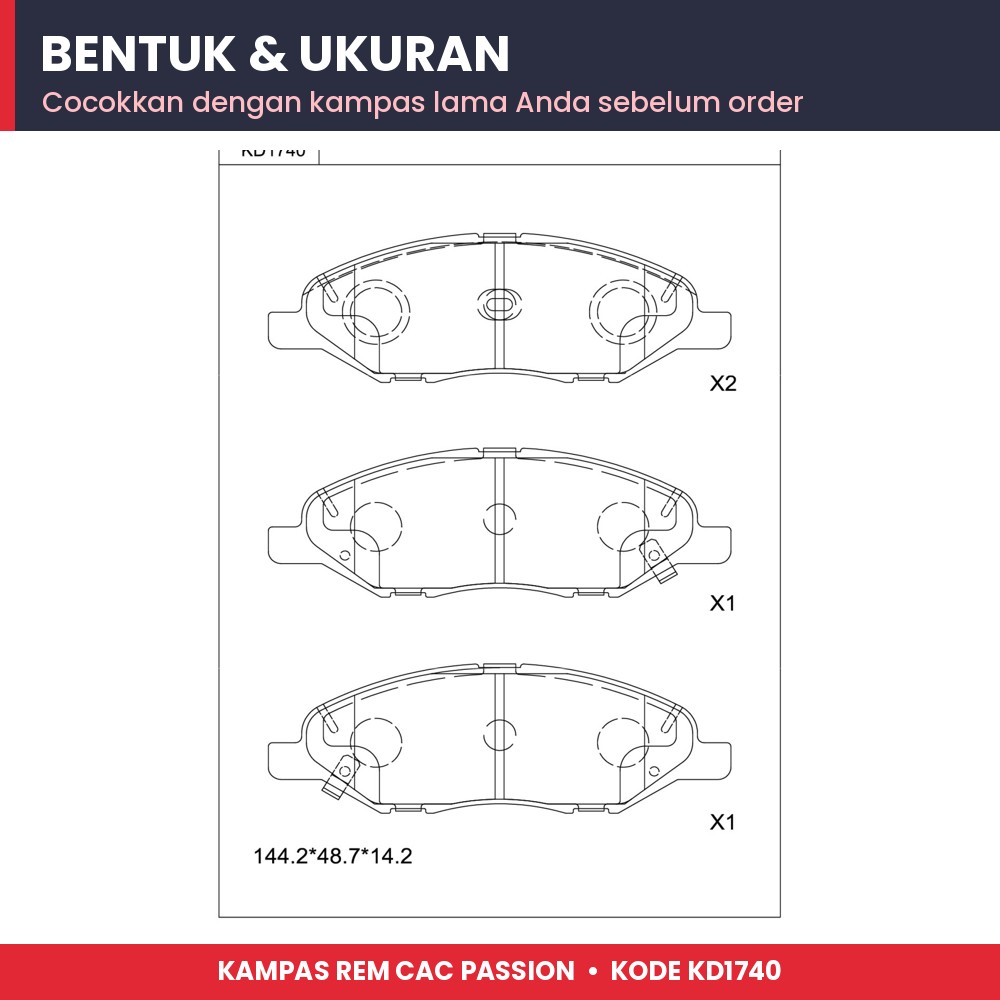 BENTUK & UKURAN
Cocokkan dengan kampas lama Anda sebelum order
KD1740
X2
X1
X1
144.2*48.7*14.2
KAMPAS REM CAC PASSION • KODE KD1740